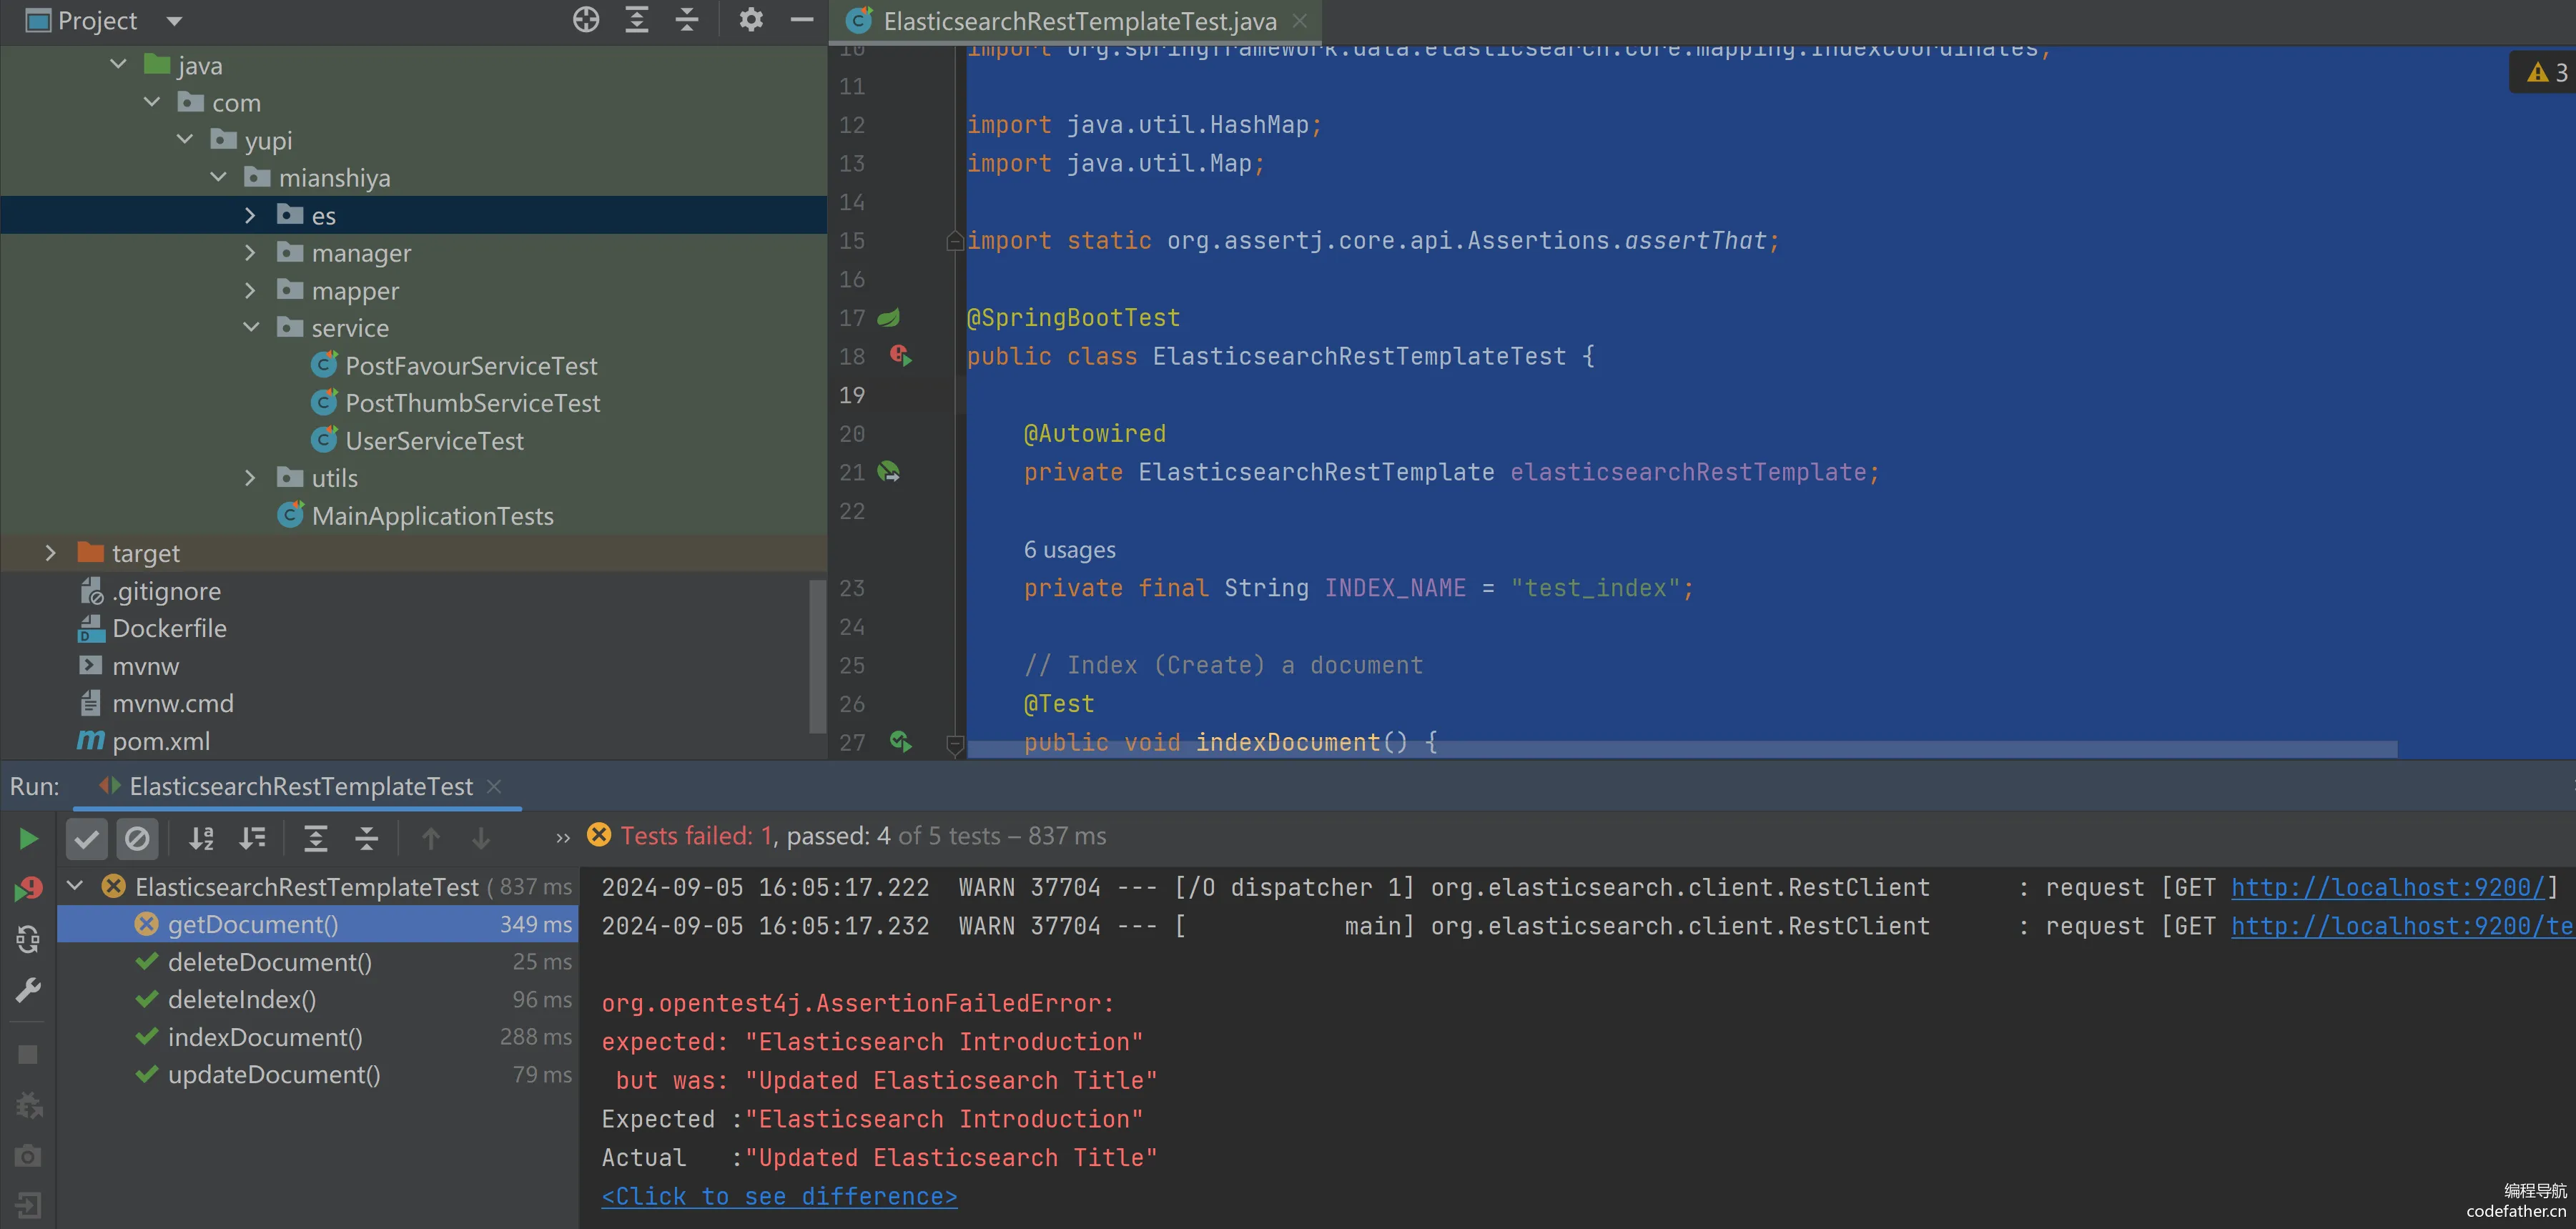 Project
java
com
yupi
mianshiya
es
manager
mapper
service
PostFavourServiceTest
PostThumbServiceTest
UserServiceTest
utils
MainApplicationTests
target
.gitignore
Dockerfile
mvnw
mvnw.cmd
pom.xml
ElasticsearchRestTemplateTest.java
3
10 import org.springframework.data.elasticsearch.core.mapping.IndexCoordinates;
11
12 import java.util.HashMap;
13 import java.util.Map;
14
15 import static org.assertj.core.api.Assertions.assertThat;
16
17 @SpringBootTest
18 public class ElasticsearchRestTemplateTest {
19
20 @Autowired
21 private ElasticsearchRestTemplate elasticsearchRestTemplate;
22
6 usages
23 private final String INDEX_NAME = "test_index";
24
25 // Index (Create) a document
26 @Test
27 public void indexDocument() {
Run: ElasticsearchRestTemplateTest
Tests failed: 1, passed: 4 of 5 tests – 837 ms
ElasticsearchRestTemplateTest ( 837 ms
getDocument() 349 ms
deleteDocument() 25 ms
deleteIndex() 96 ms
indexDocument() 288 ms
updateDocument() 79 ms
2024-09-05 16:05:17.222 WARN 37704 --- [/O dispatcher 1] org.elasticsearch.client.RestClient : request [GET http://localhost:9200/]
2024-09-05 16:05:17.232 WARN 37704 --- [ main] org.elasticsearch.client.RestClient : request [GET http://localhost:9200/te
org.opentest4j.AssertionFailedError:
expected: "Elasticsearch Introduction"
but was: "Updated Elasticsearch Title"
Expected :"Elasticsearch Introduction"
Actual :"Updated Elasticsearch Title"
<Click to see difference>
编程导航
codefather.cn